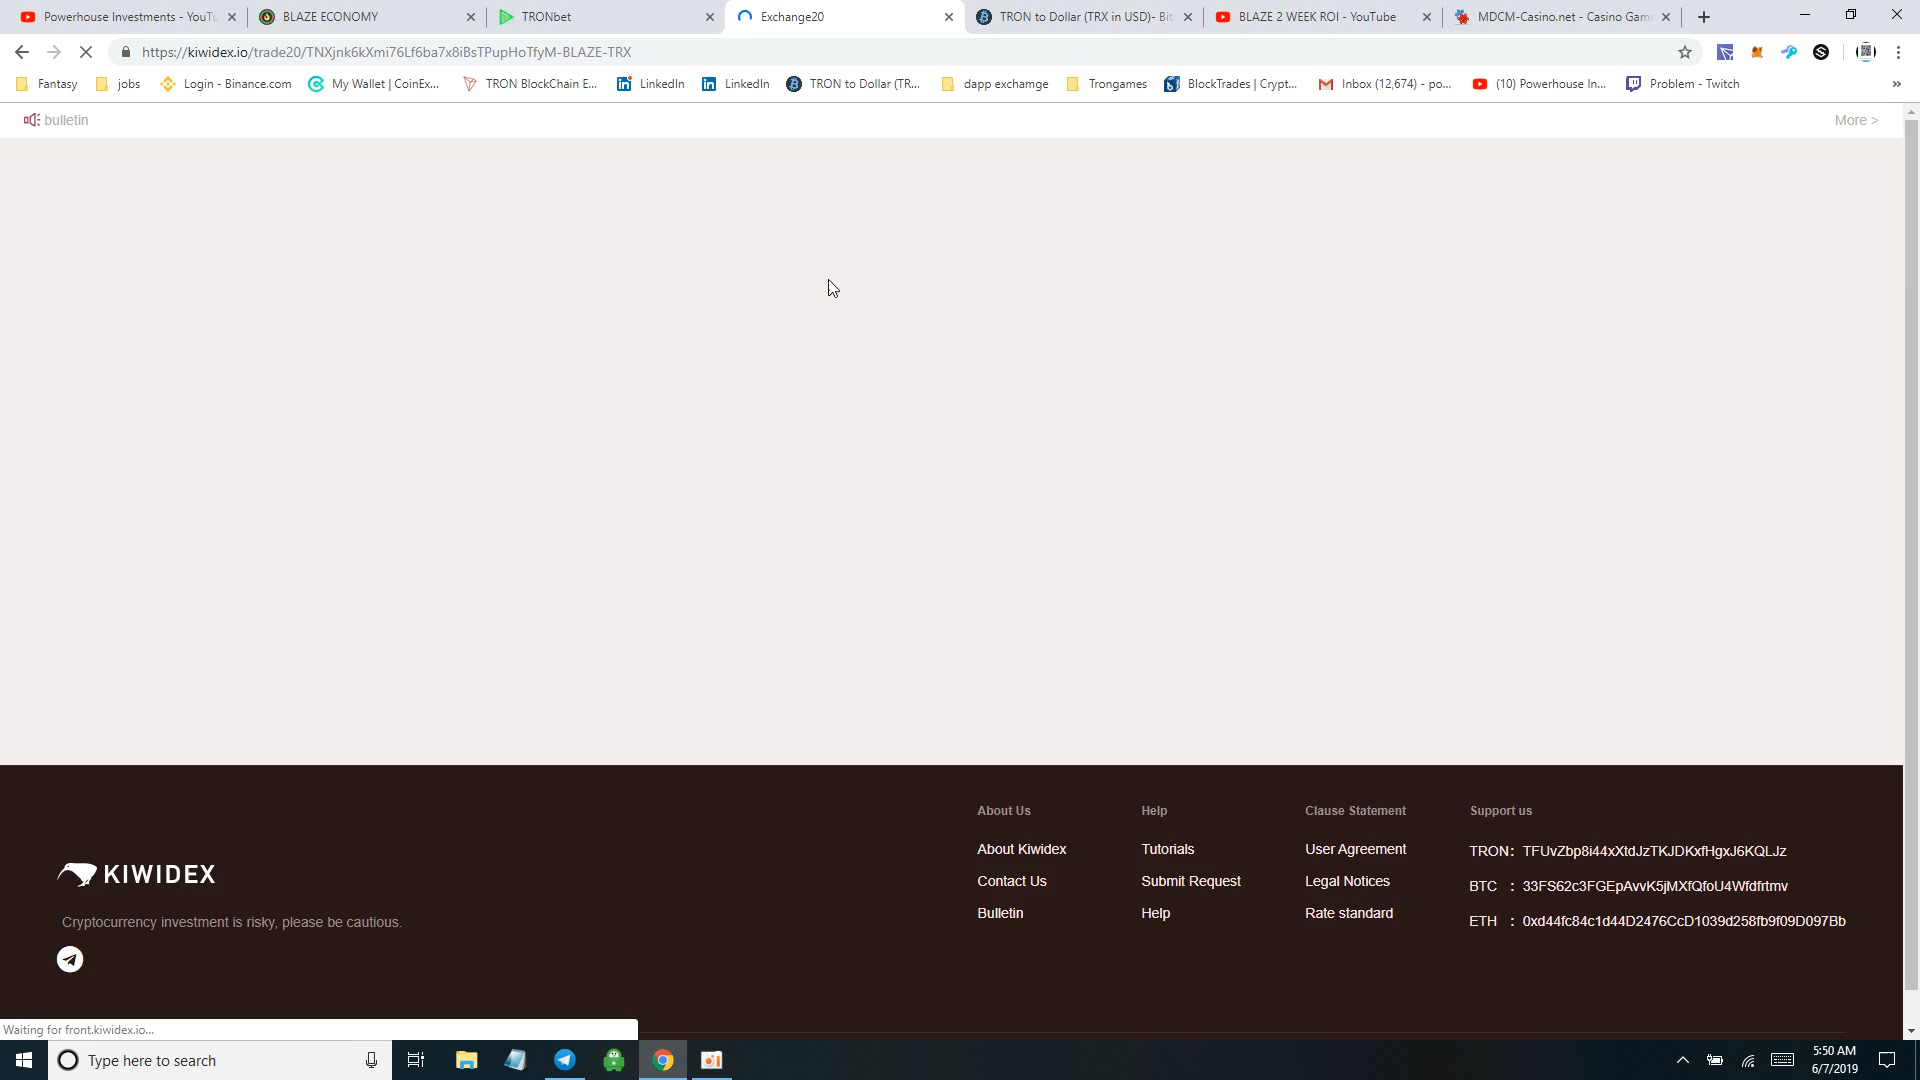 Powerhouse Investments - YouTu
BLAZE ECONOMY
TRONbet
Exchange20
TRON to Dollar (TRX in USD)- Bit
BLAZE 2 WEEK ROI - YouTube
MDCM-Casino.net - Casino Game
https://kiwidex.io/trade20/TNXjnk6kXmi76Lf6ba7x8iBsTPupHoTfyM-BLAZE-TRX
Fantasy
jobs
Login - Binance.com
My Wallet | CoinEx...
TRON BlockChain E...
LinkedIn
LinkedIn
TRON to Dollar (TR...
dapp exchamge
Trongames
BlockTrades | Crypt...
Inbox (12,674) - po...
(10) Powerhouse In...
Problem - Twitch
»
bulletin
More >
About Us
Help
Clause Statement
Support us
About Kiwidex
Tutorials
User Agreement
TRON: TFUvZbp8i44xXtdJzTKJDKxfHgxJ6KQLJz
KIWIDEX
Contact Us
Submit Request
Legal Notices
BTC : 33FS62c3FGEpAvvK5jMXfQfoU4Wfdfrtmv
Cryptocurrency investment is risky, please be cautious.
Bulletin
Help
Rate standard
ETH : 0xd44fc84c1d44D2476CcD1039d258fb9f09D097Bb
Waiting for front.kiwidex.io...
Type here to search
5:50 AM
6/7/2019